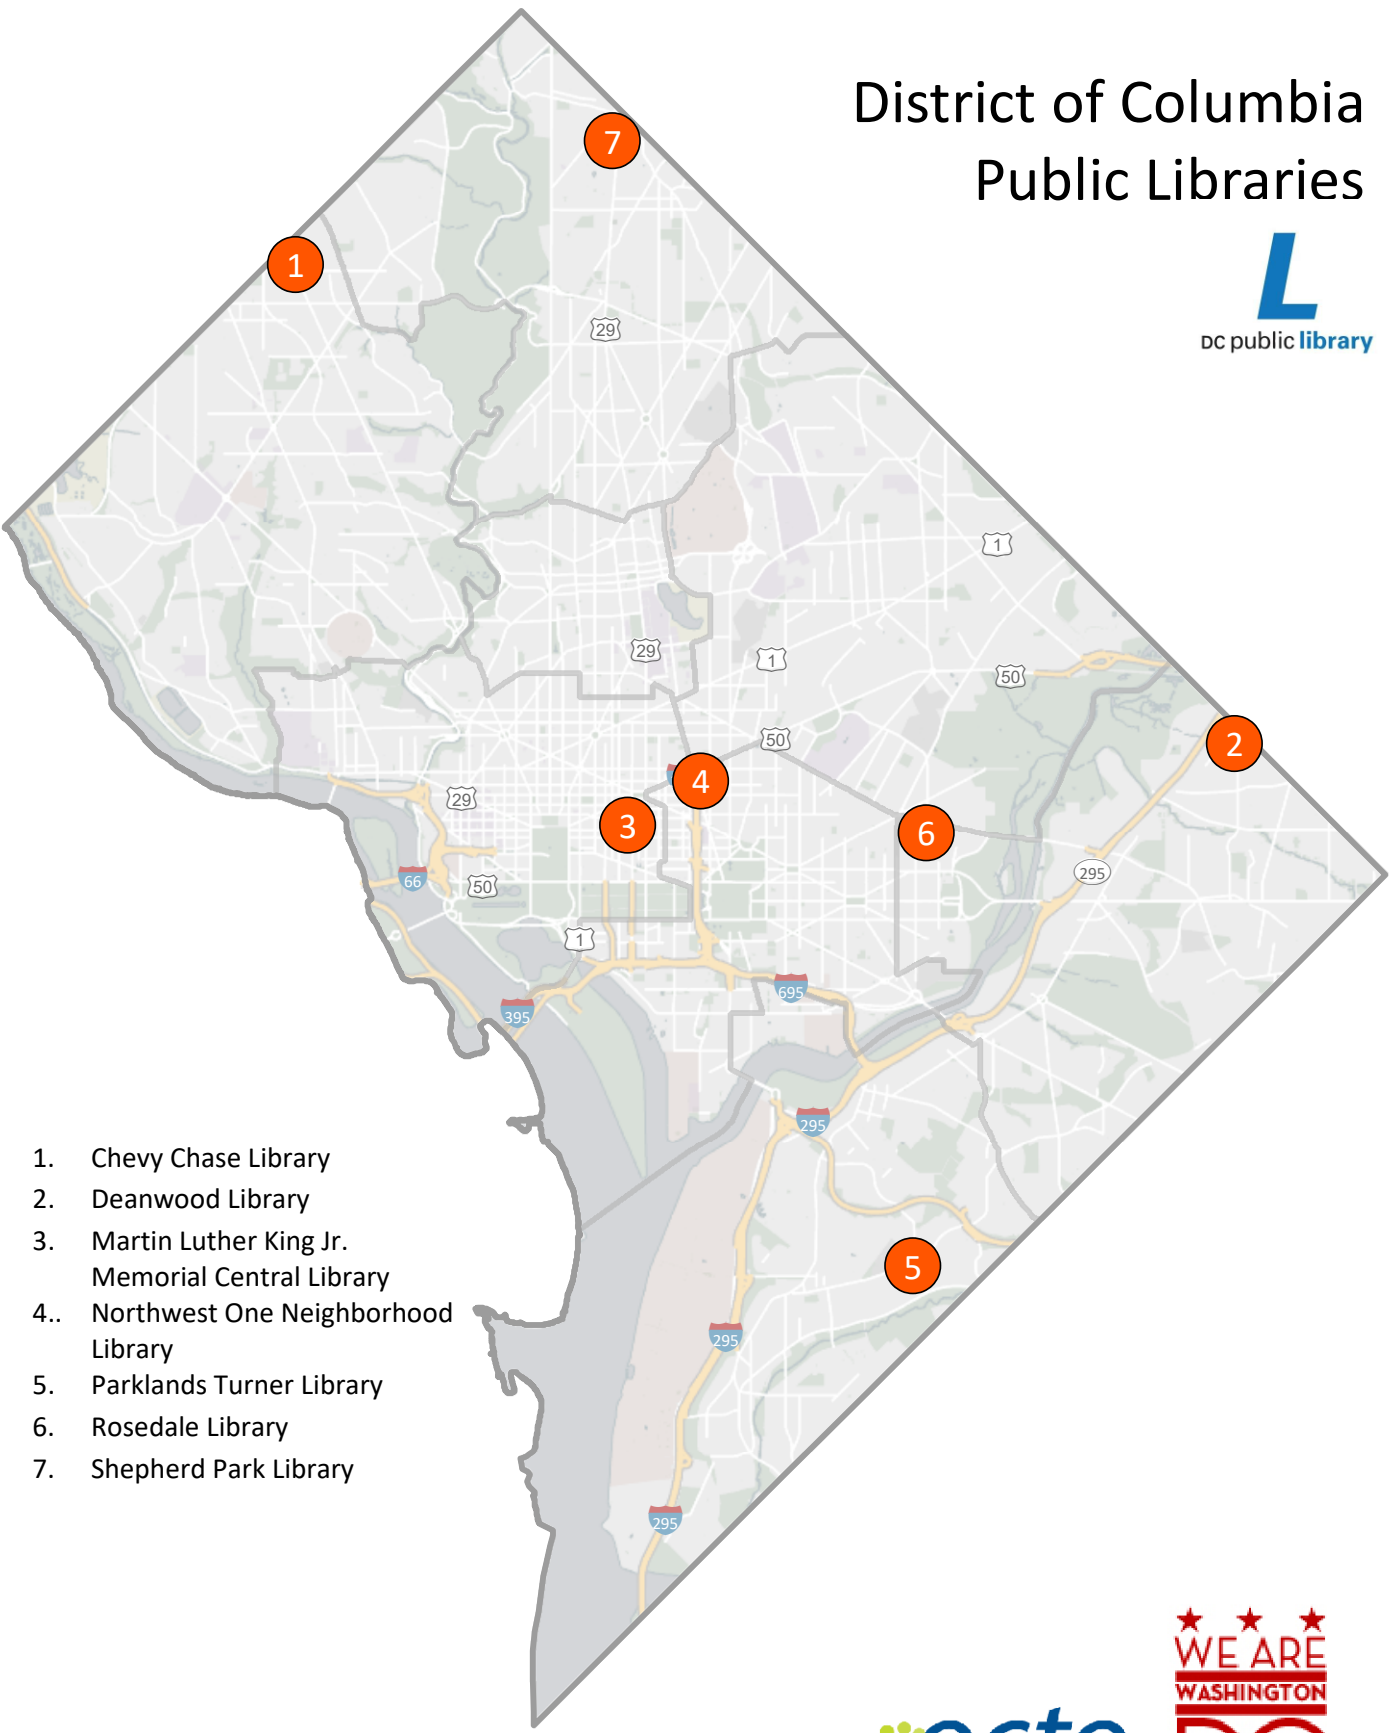 District of Columbia
Public Libraries
DC public library
7
1
29
1
29
1
50
50
2
4
29
3
6
66
50
295
1
695
395
295
5
295
295
1. Chevy Chase Library
2. Deanwood Library
3. Martin Luther King Jr.
Memorial Central Library
4.. Northwest One Neighborhood
Library
5. Parklands Turner Library
6. Rosedale Library
7. Shepherd Park Library
WE ARE
WASHINGTON
DC
octo